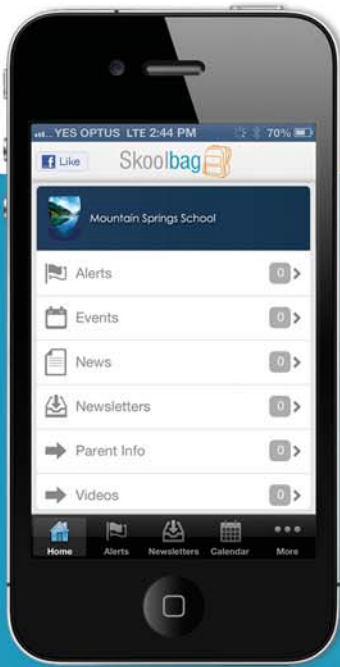 YES OPTUS LTE 2:44 PM 70%
Like Skoolbag
Mountain Springs School
Alerts 0
Events 0
News 0
Newsletters 0
Parent Info 0
Videos 0
Home Alerts Newsletters Calendar More